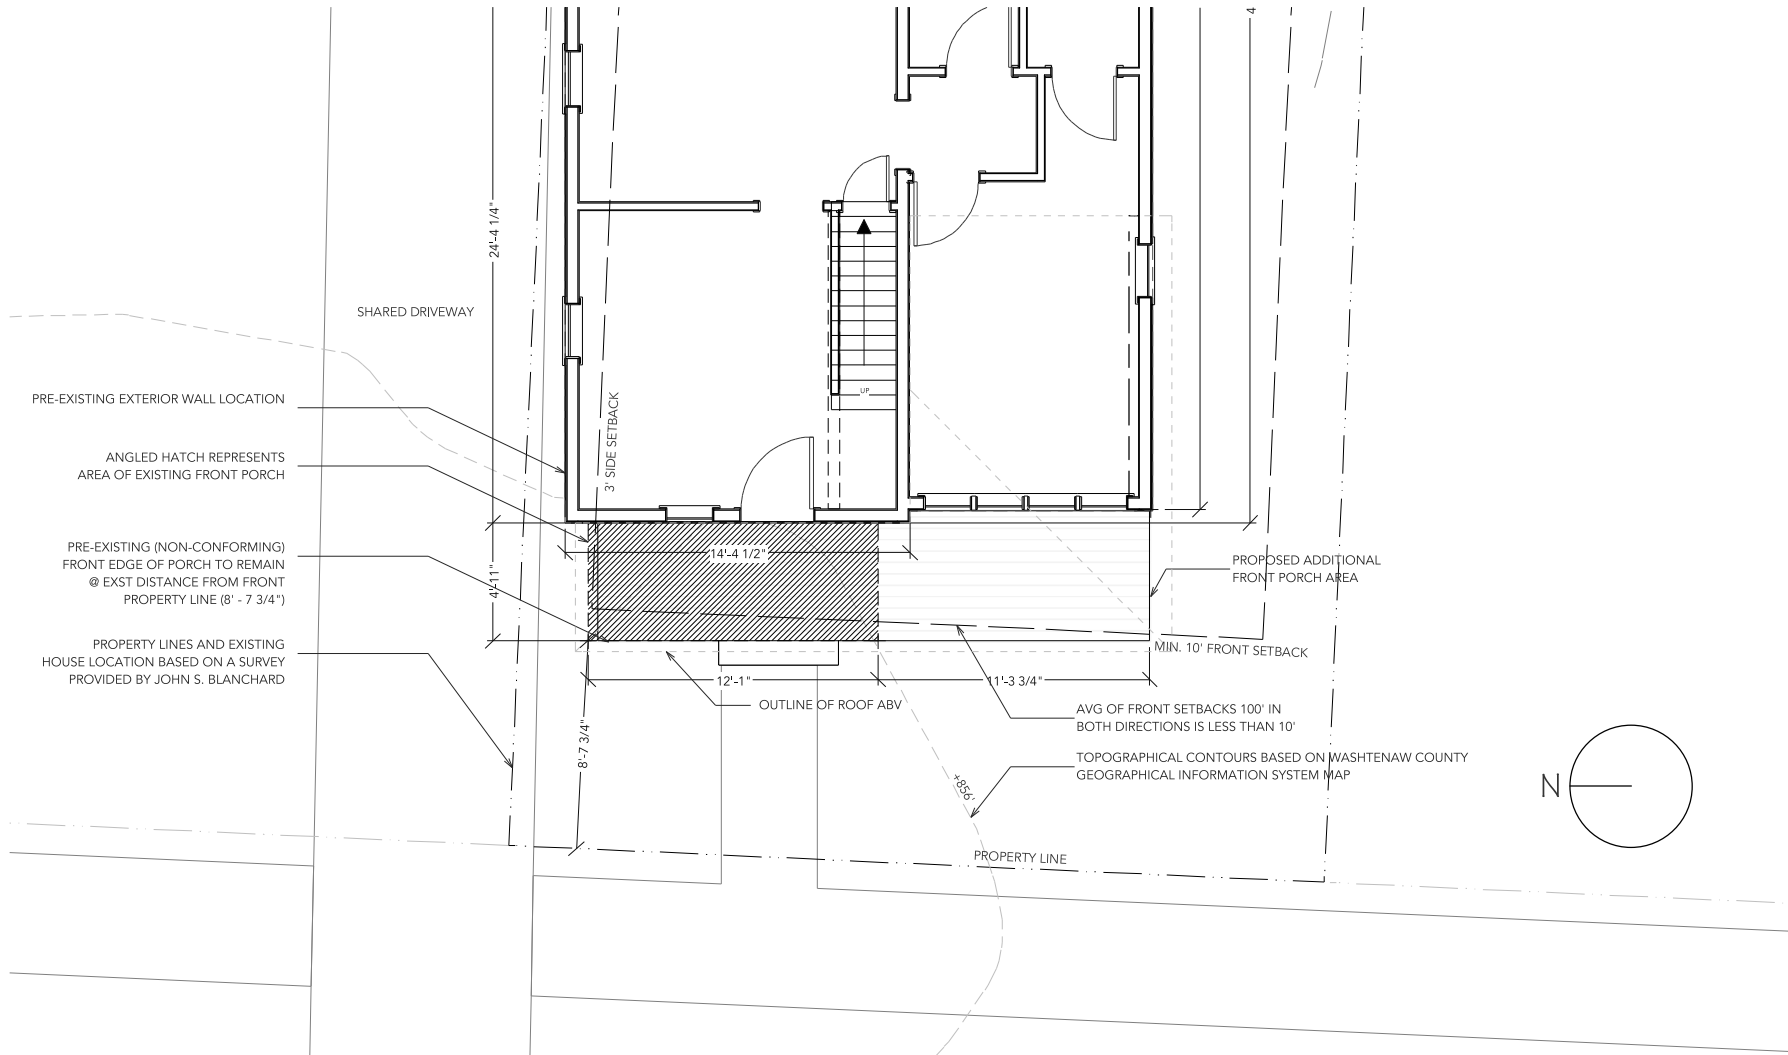 4
24'-4 1/4"
SHARED DRIVEWAY
3' SIDE SETBACK
UP
PRE-EXISTING EXTERIOR WALL LOCATION
ANGLED HATCH REPRESENTS
AREA OF EXISTING FRONT PORCH
PRE-EXISTING (NON-CONFORMING)
FRONT EDGE OF PORCH TO REMAIN
@ EXST DISTANCE FROM FRONT
PROPERTY LINE (8' - 7 3/4")
PROPERTY LINES AND EXISTING
HOUSE LOCATION BASED ON A SURVEY
PROVIDED BY JOHN S. BLANCHARD
4'-11"
14'-4 1/2"
PROPOSED ADDITIONAL
FRONT PORCH AREA
MIN. 10' FRONT SETBACK
12'-1"
11'-3 3/4"
OUTLINE OF ROOF ABV
8'-7 3/4"
AVG OF FRONT SETBACKS 100' IN
BOTH DIRECTIONS IS LESS THAN 10'
TOPOGRAPHICAL CONTOURS BASED ON WASHTENAW COUNTY
GEOGRAPHICAL INFORMATION SYSTEM MAP
+856'
N
PROPERTY LINE